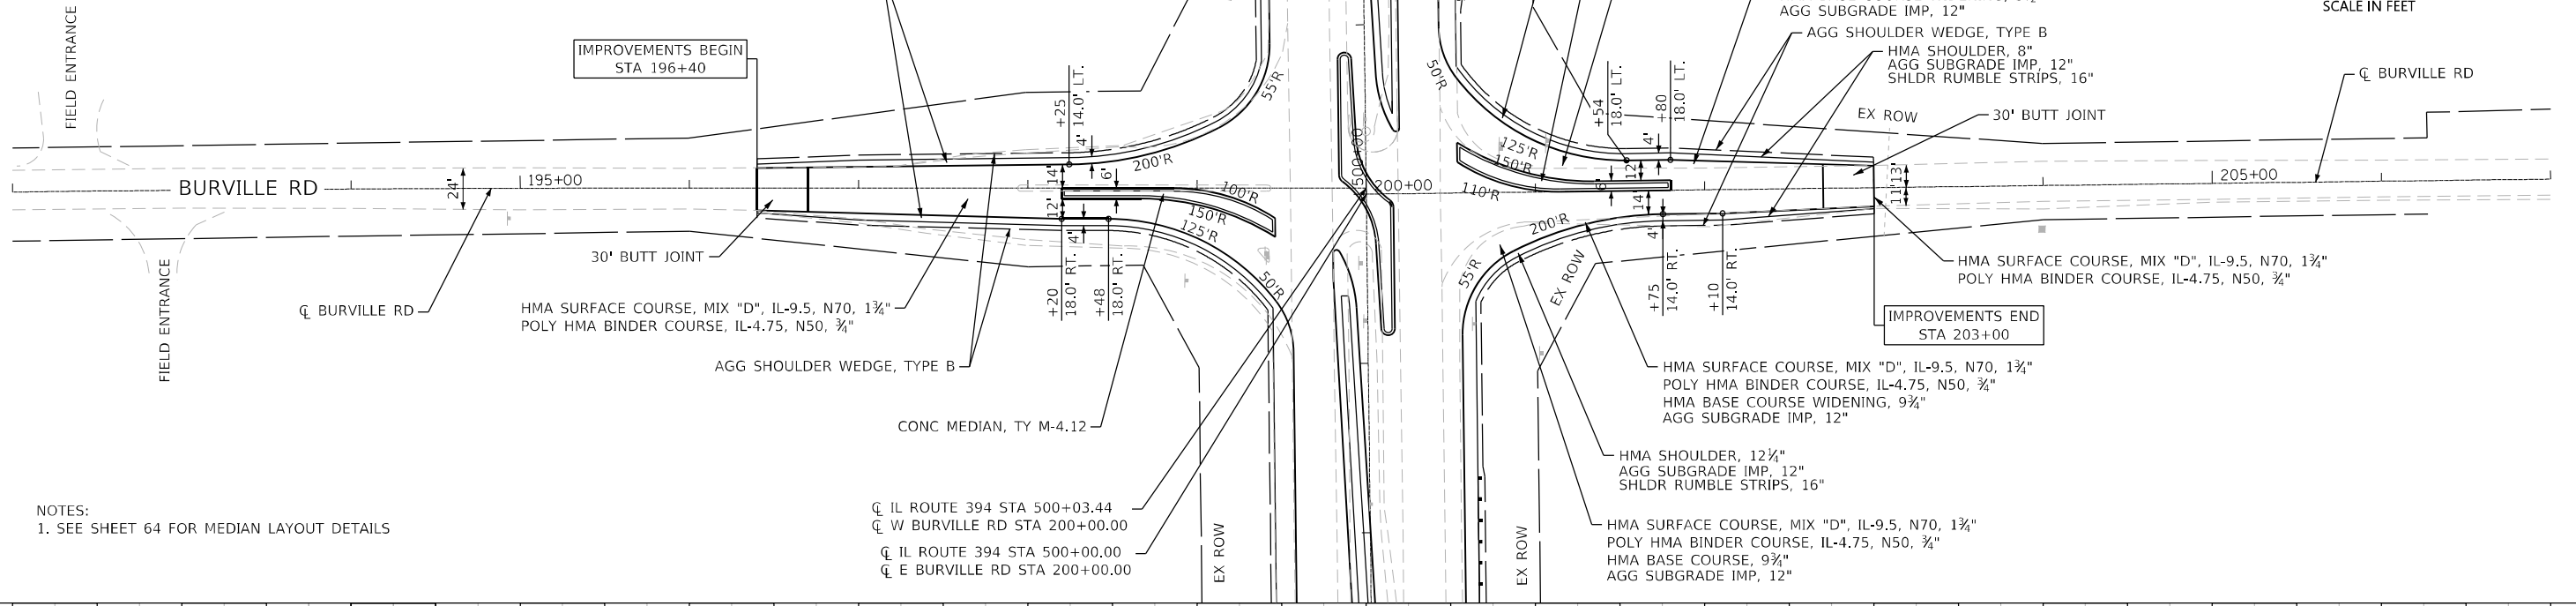 AGG SUBGRADE IMP, 12"
SCALE IN FEET
FIELD ENTRANCE
IMPROVEMENTS BEGIN
STA 196+40
AGG SHOULDER WEDGE, TYPE B
HMA SHOULDER, 8"
AGG SUBGRADE IMP, 12"
SHLDR RUMBLE STRIPS, 16"
℄ BURVILLE RD
30' BUTT JOINT
EX ROW
55'R
50'R
+25
14.0' LT.
+54
18.0' LT.
+80
18.0' LT.
4'
4'
200'R
125'R
150'R
110'R
14'
6'
12'
6'
12'
14'
100'R
150'R
125'R
24'
BURVILLE RD
195+00
500+00
200+00
205+00
13'
11'
4'
4'
200'R
50'R
55'R
EX ROW
30' BUTT JOINT
+20
18.0' RT.
+48
18.0' RT.
+75
14.0' RT.
+10
14.0' RT.
℄ BURVILLE RD
FIELD ENTRANCE
HMA SURFACE COURSE, MIX "D", IL-9.5, N70, 1¾"
POLY HMA BINDER COURSE, IL-4.75, N50, ¾"
HMA SURFACE COURSE, MIX "D", IL-9.5, N70, 1¾"
POLY HMA BINDER COURSE, IL-4.75, N50, ¾"
IMPROVEMENTS END
STA 203+00
AGG SHOULDER WEDGE, TYPE B
HMA SURFACE COURSE, MIX "D", IL-9.5, N70, 1¾"
POLY HMA BINDER COURSE, IL-4.75, N50, ¾"
HMA BASE COURSE WIDENING, 9¾"
AGG SUBGRADE IMP, 12"
CONC MEDIAN, TY M-4.12
HMA SHOULDER, 12¼"
AGG SUBGRADE IMP, 12"
SHLDR RUMBLE STRIPS, 16"
NOTES:
1. SEE SHEET 64 FOR MEDIAN LAYOUT DETAILS
℄ IL ROUTE 394 STA 500+03.44
℄ W BURVILLE RD STA 200+00.00
℄ IL ROUTE 394 STA 500+00.00
℄ E BURVILLE RD STA 200+00.00
EX ROW
EX ROW
HMA SURFACE COURSE, MIX "D", IL-9.5, N70, 1¾"
POLY HMA BINDER COURSE, IL-4.75, N50, ¾"
HMA BASE COURSE, 9¾"
AGG SUBGRADE IMP, 12"